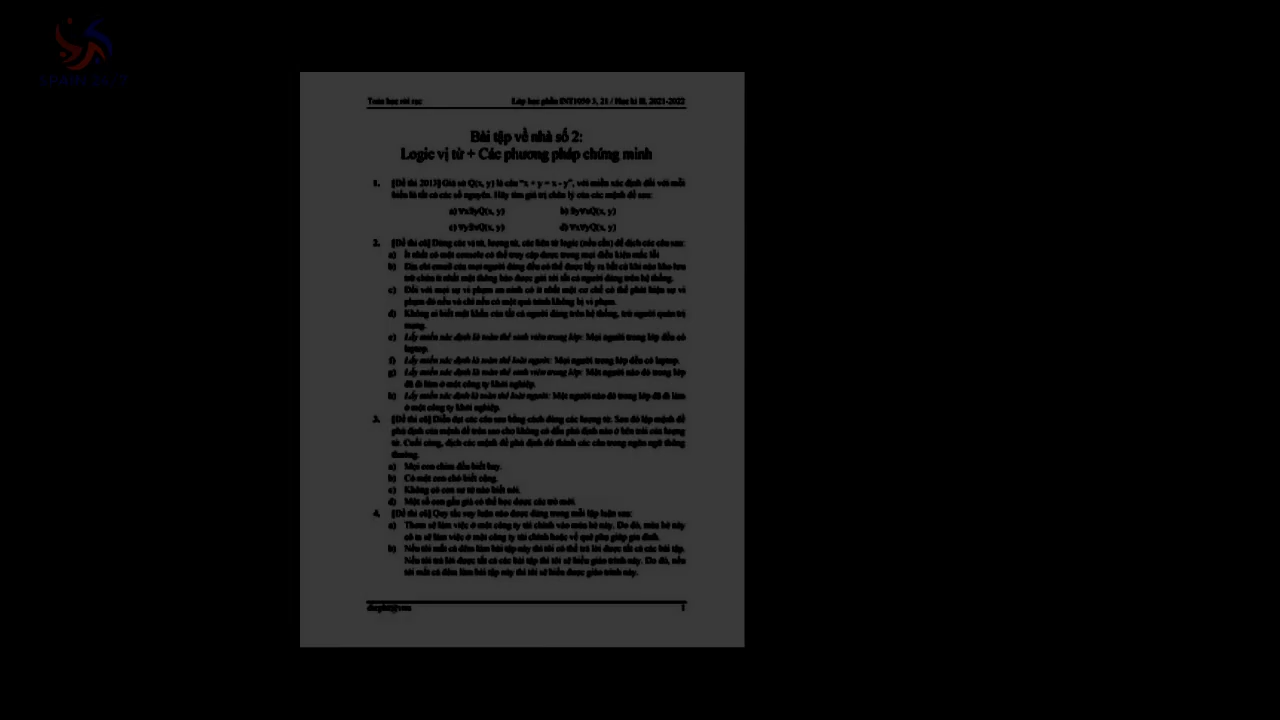 Toán học rời rạc
Lớp học phần INT1050 3, 21 / Học kì II, 2021-2022
Bài tập về nhà số 2:
Logic vị từ + Các phương pháp chứng minh
1. [Đề thi 2013] Giả sử Q(x, y) là câu "x + y = x - y", với miền xác định đối với mỗi
biến là tất cả các số nguyên. Hãy tìm giá trị chân lý của các mệnh đề sau:
a) ∀x∃yQ(x, y) b) ∃y∀xQ(x, y)
c) ∀y∃xQ(x, y) d) ∀x∀yQ(x, y)
2. [Đề thi cũ] Dùng các vị từ, lượng từ, các liên từ logic (nếu cần) để dịch các câu sau:
a) Ít nhất có một console có thể truy cập được trong mọi điều kiện mắc lỗi
b) Địa chỉ email của mọi người dùng đều có thể được lấy ra bất cứ khi nào kho lưu
trữ chứa ít nhất một thông báo được gửi tới tất cả người dùng trên hệ thống.
c) Đối với mọi sự vi phạm an ninh có ít nhất một cơ chế có thể phát hiện sự vi
phạm đó nếu và chỉ nếu có một quá trình không bị vi phạm.
d) Không ai biết mật khẩu của tất cả người dùng trên hệ thống, trừ người quản trị
mạng.
e) Lấy miền xác định là toàn thể sinh viên trong lớp: Mọi người trong lớp đều có
laptop.
f) Lấy miền xác định là toàn thể loài người: Mọi người trong lớp đều có laptop.
g) Lấy miền xác định là toàn thể sinh viên trong lớp: Một người nào đó trong lớp
đã đi làm ở một công ty khởi nghiệp.
h) Lấy miền xác định là toàn thể loài người: Một người nào đó trong lớp đã đi làm
ở một công ty khởi nghiệp.
3. [Đề thi cũ] Diễn đạt các câu sau bằng cách dùng các lượng từ. Sau đó lập mệnh đề
phủ định của mệnh đề trên sao cho không có dấu phủ định nào ở bên trái của lượng
từ. Cuối cùng, dịch các mệnh đề phủ định đó thành các câu trong ngôn ngữ thông
thường.
a) Mọi con chim đều biết bay.
b) Có một con chó biết cộng.
c) Không có con sư tử nào biết nói.
d) Một số con gấu già có thể học được các trò mới.
4. [Đề thi cũ] Quy tắc suy luận nào được dùng trong mỗi lập luận sau:
a) Thơm sẽ làm việc ở một công ty tài chính vào mùa hè này. Do đó, mùa hè này
cô ta sẽ làm việc ở một công ty tài chính hoặc về quê phụ giúp gia đình.
b) Nếu tôi mất cả đêm làm bài tập này thì tôi có thể trả lời được tất cả các bài tập.
Nếu tôi trả lời được tất cả các bài tập thì tôi sẽ hiểu giáo trình này. Do đó, nếu
tôi mất cả đêm làm bài tập này thì tôi sẽ hiểu được giáo trình này.
1